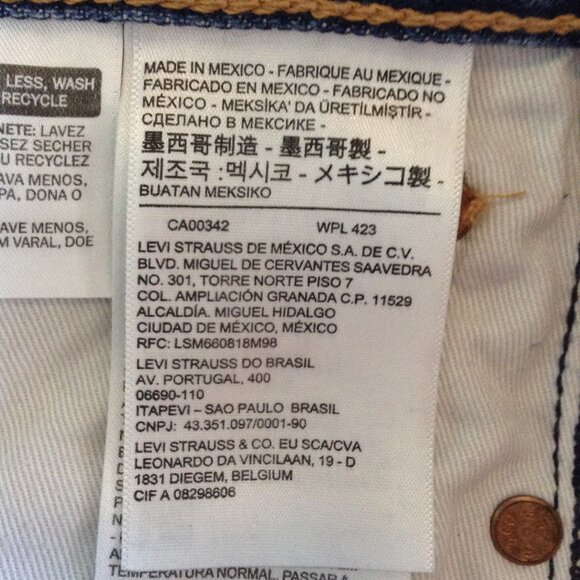 LESS, WASH
RECYCLE
NETE: LAVEZ
SEZ SECHER
U RECYCLEZ
AVA MENOS,
PA, DONA O
AVE MENOS,
M VARAL, DOE
MADE IN MEXICO - FABRIQUE AU MEXIQUE -
FABRICADO EN MEXICO - FABRICADO NO
MÉXICO - MEKSİKA' DA ÜRETİLMİŞTİR -
СДЕЛАНО В МЕКСИКЕ -
墨西哥制造 - 墨西哥製 -
제조국 :멕시코 - メキシコ製 -
BUATAN MEKSIKO
CA00342 WPL 423
LEVI STRAUSS DE MÉXICO S.A. DE C.V.
BLVD. MIGUEL DE CERVANTES SAAVEDRA
NO. 301, TORRE NORTE PISO 7
COL. AMPLIACIÓN GRANADA C.P. 11529
ALCALDÍA. MIGUEL HIDALGO
CIUDAD DE MÉXICO, MÉXICO
RFC: LSM660818M98
LEVI STRAUSS DO BRASIL
AV. PORTUGAL, 400
06690-110
ITAPEVI – SAO PAULO BRASIL
CNPJ: 43.351.097/0001-90
LEVI STRAUSS & CO. EU SCA/CVA
LEONARDO DA VINCILAAN, 19 - D
1831 DIEGEM, BELGIUM
CIF A 08298606
TEMPERATURA NORMAL, PASSAR A